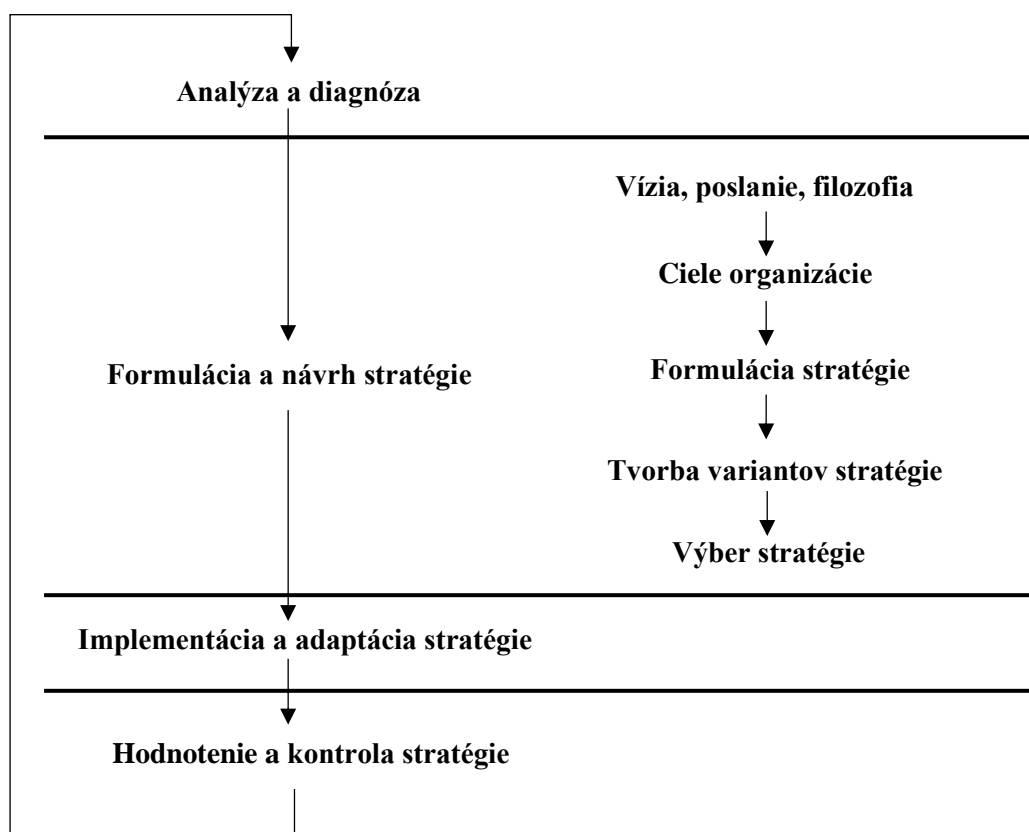 Analýza a diagnóza
Vízia, poslanie, filozofia
Ciele organizácie
Formulácia a návrh stratégie
Formulácia stratégie
Tvorba variantov stratégie
Výber stratégie
Implementácia a adaptácia stratégie
Hodnotenie a kontrola stratégie